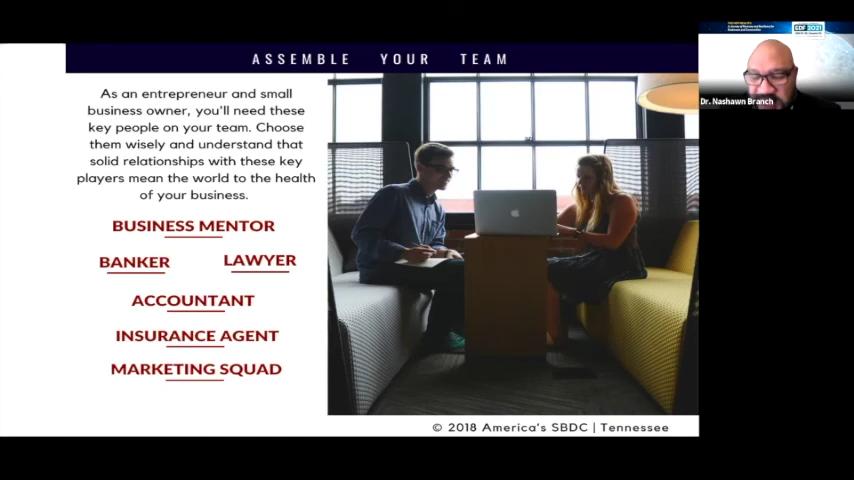 ASSEMBLE YOUR TEAM
As an entrepreneur and small
business owner, you'll need these
key people on your team. Choose
them wisely and understand that
solid relationships with these key
players mean the world to the health
of your business.
BUSINESS MENTOR
BANKER LAWYER
ACCOUNTANT
INSURANCE AGENT
MARKETING SQUAD
© 2018 America's SBDC | Tennessee
EDF 2021
Dr. Nashawn Branch